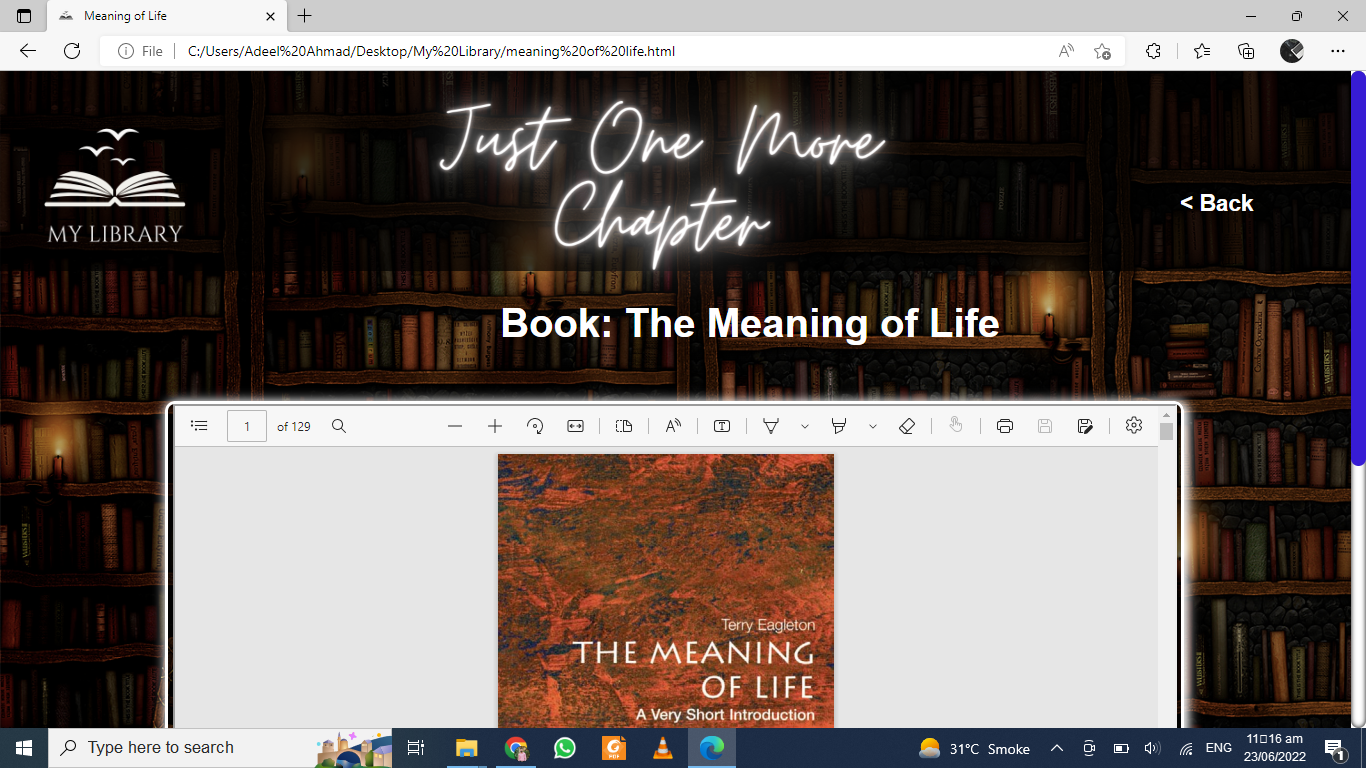 Meaning of Life
File
C:/Users/Adeel%20Ahmad/Desktop/My%20Library/meaning%20of%20life.html
Just One More
Chapter
MY LIBRARY
< Back
Book: The Meaning of Life
1 of 129
Terry Eagleton
THE MEANING
OF LIFE
A Very Short Introduction
Type here to search
31°C Smoke
ENG
11▯16 am
23/06/2022
1